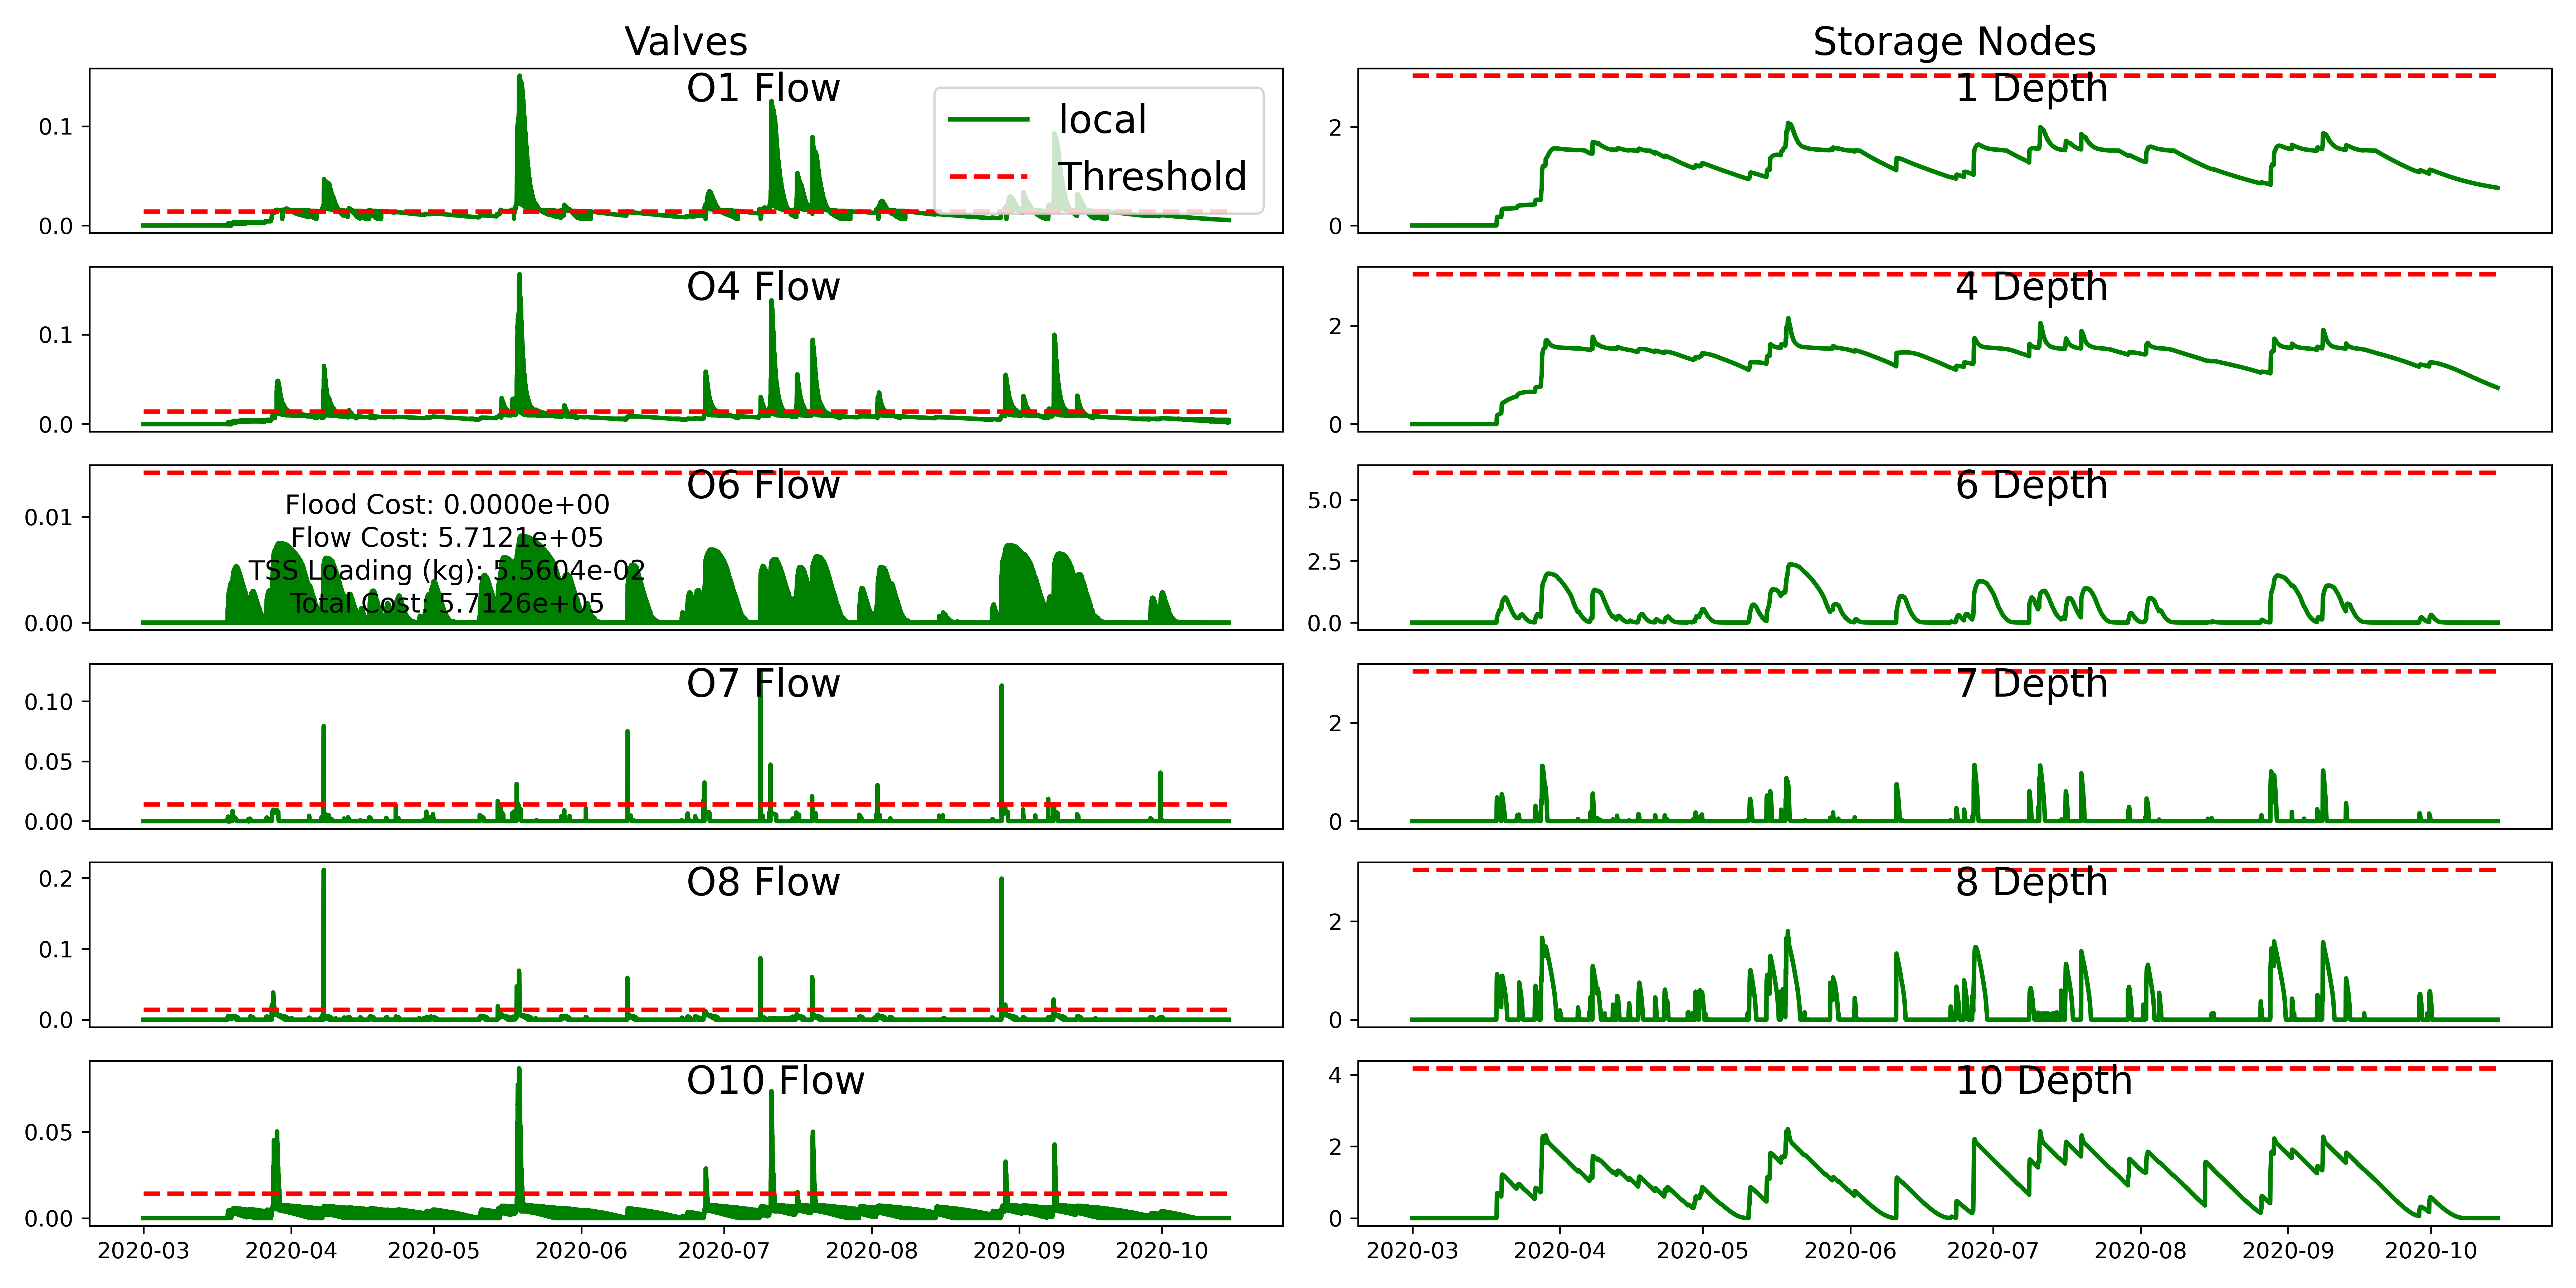 Valves
Storage Nodes
O1 Flow
local
Threshold
0.1
0.0
1 Depth
2
0
O4 Flow
0.1
0.0
4 Depth
2
0
O6 Flow
Flood Cost: 0.0000e+00
Flow Cost: 5.7121e+05
TSS Loading (kg): 5.5604e-02
Total Cost: 5.7126e+05
0.01
0.00
6 Depth
5.0
2.5
0.0
O7 Flow
0.10
0.05
0.00
7 Depth
2
0
O8 Flow
0.2
0.1
0.0
8 Depth
2
0
O10 Flow
0.05
0.00
10 Depth
4
2
0
2020-03 2020-04 2020-05 2020-06 2020-07 2020-08 2020-09 2020-10
2020-03 2020-04 2020-05 2020-06 2020-07 2020-08 2020-09 2020-10